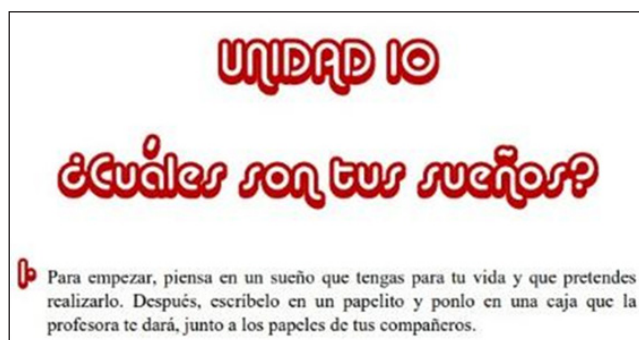 UNIDAD 10
¿Cuáles son tus sueños?
1. Para empezar, piensa en un sueño que tengas para tu vida y que pretendes
realizarlo. Después, escríbelo en un papelito y ponlo en una caja que la
profesora te dará, junto a los papeles de tus compañeros.